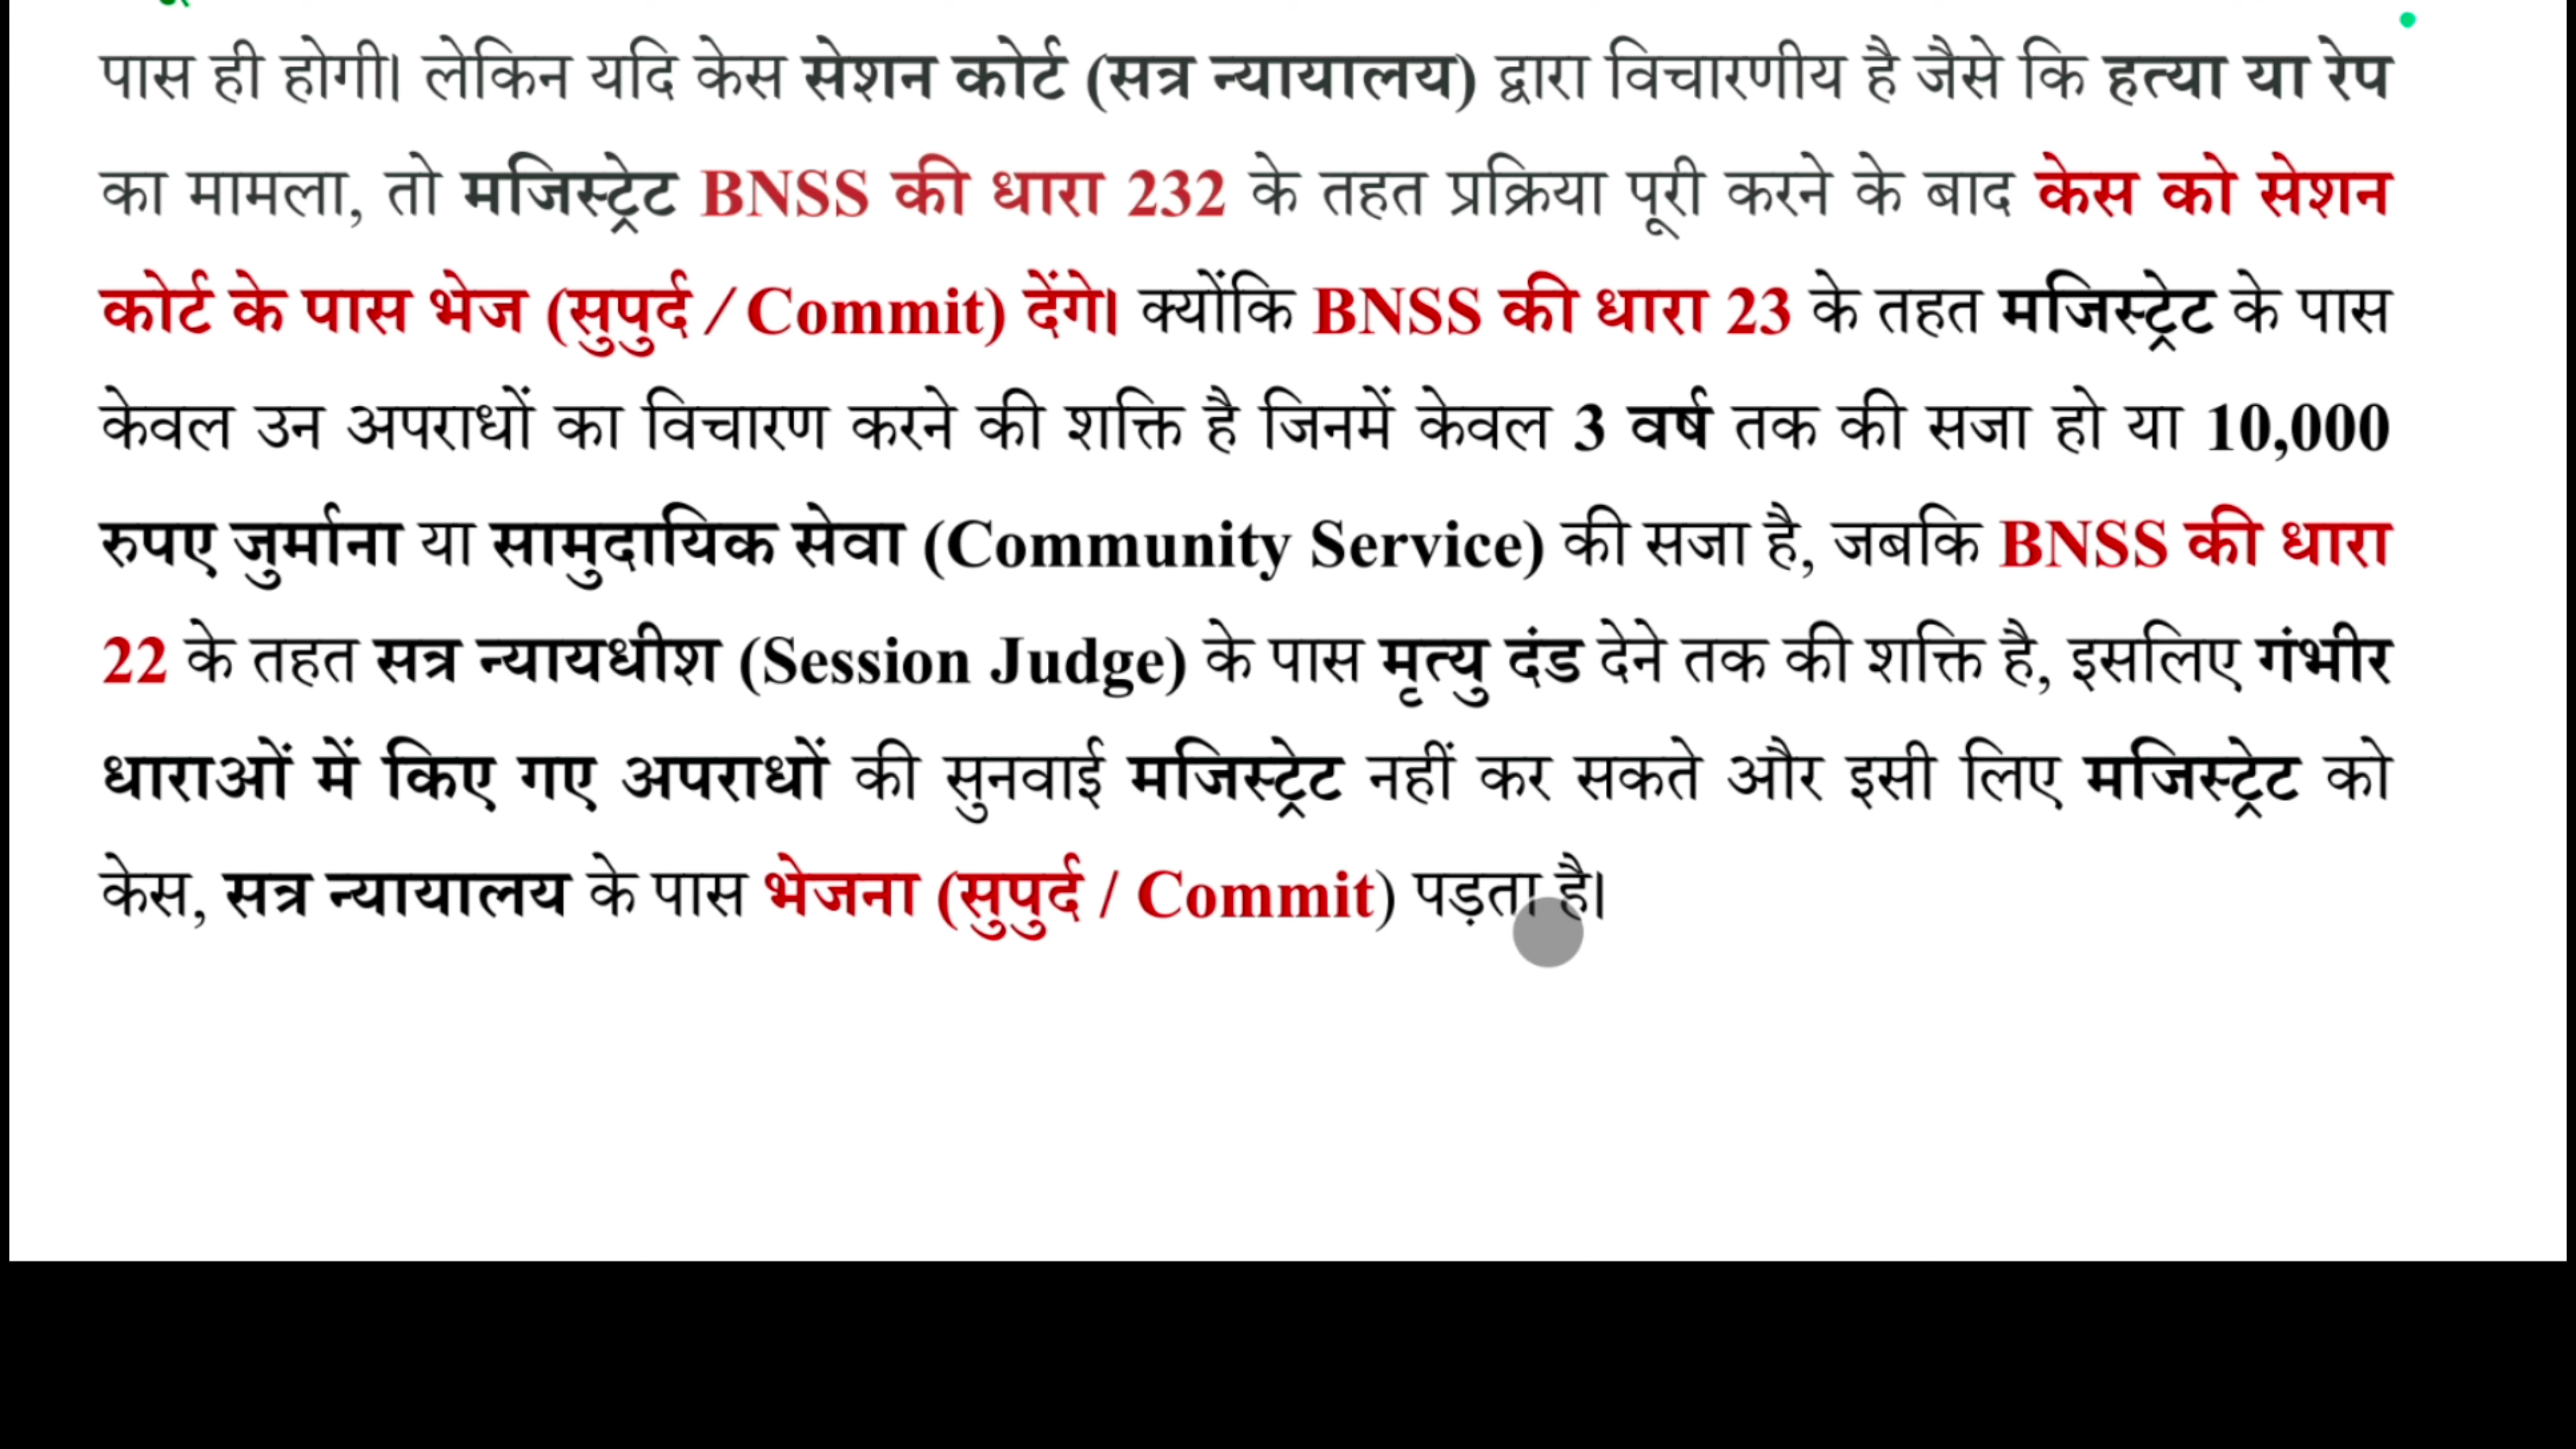 पास ही होगी। लेकिन यदि केस सेशन कोर्ट (सत्र न्यायालय) द्वारा विचारणीय है जैसे कि हत्या या रेप
का मामला, तो मजिस्ट्रेट BNSS की धारा 232 के तहत प्रक्रिया पूरी करने के बाद केस को सेशन
कोर्ट के पास भेज (सुपुर्द / Commit) देंगे। क्योंकि BNSS की धारा 23 के तहत मजिस्ट्रेट के पास
केवल उन अपराधों का विचारण करने की शक्ति है जिनमें केवल 3 वर्ष तक की सजा हो या 10,000
रुपए जुर्माना या सामुदायिक सेवा (Community Service) की सजा है, जबकि BNSS की धारा
22 के तहत सत्र न्यायधीश (Session Judge) के पास मृत्यु दंड देने तक की शक्ति है, इसलिए गंभीर
धाराओं में किए गए अपराधों की सुनवाई मजिस्ट्रेट नहीं कर सकते और इसी लिए मजिस्ट्रेट को
केस, सत्र न्यायालय के पास भेजना (सुपुर्द / Commit) पड़ता है।